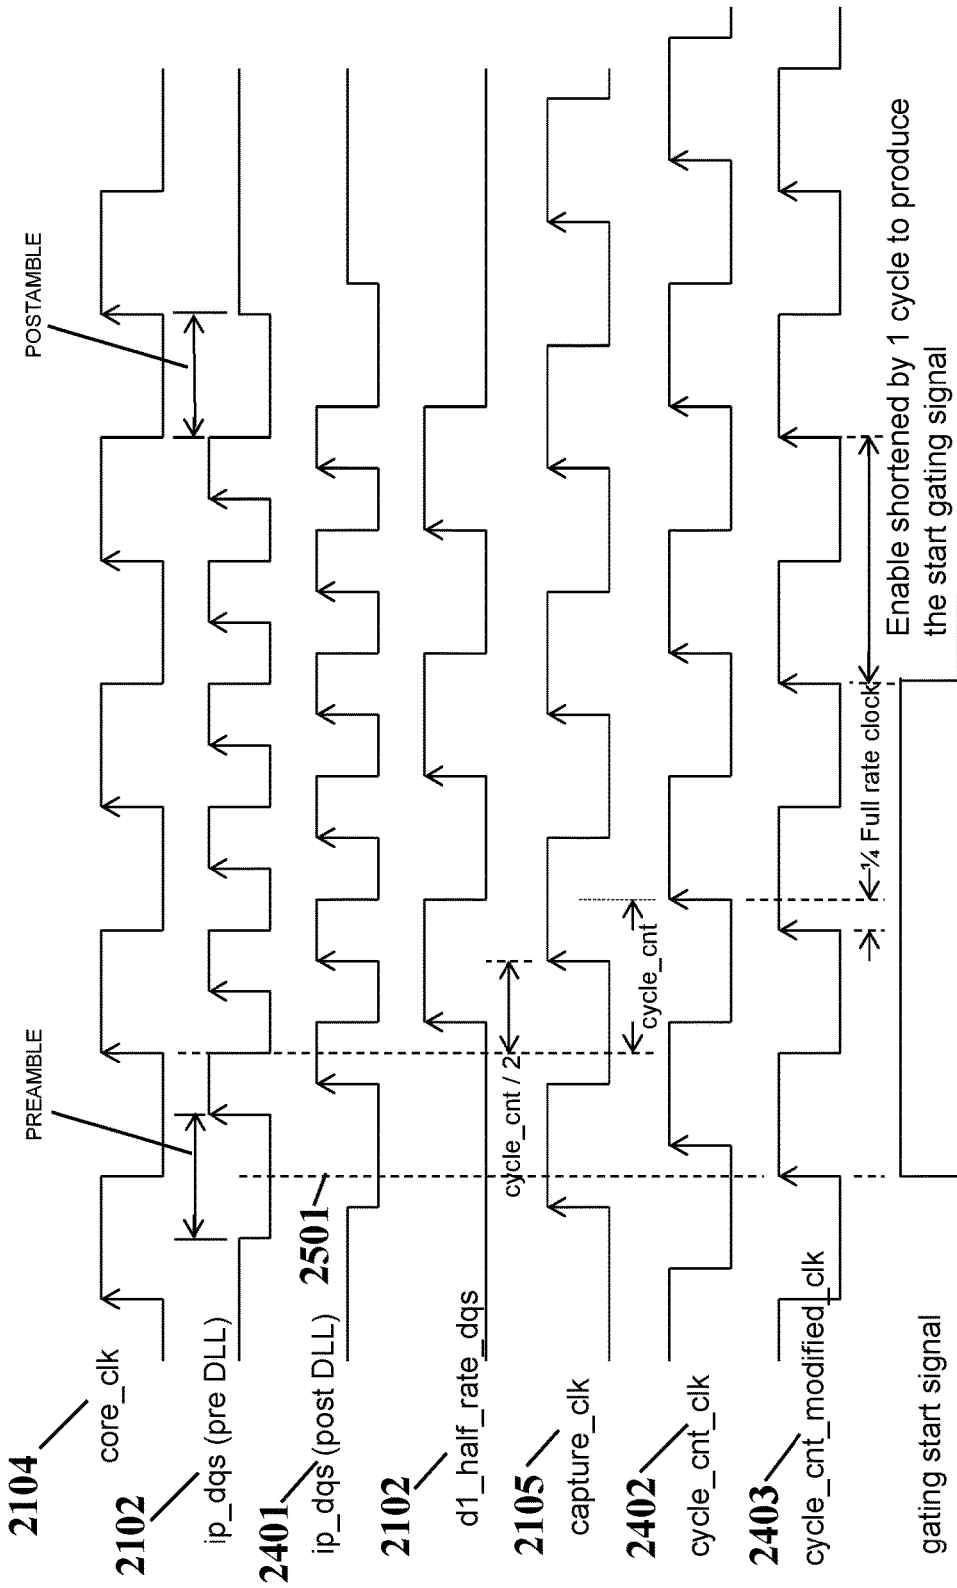 POSTAMBLE
PREAMBLE
2104
core_clk
2102
ip_dqs (pre DLL)
2401
ip_dqs (post DLL)
2501
2102
d1_half_rate_dqs
2105
capture_clk
cycle_cnt / 2
2402
cycle_cnt_clk
cycle_cnt
2403
cycle_cnt_modified_clk
¼ Full rate clock
Enable shortened by 1 cycle to produce
the start gating signal
gating start signal